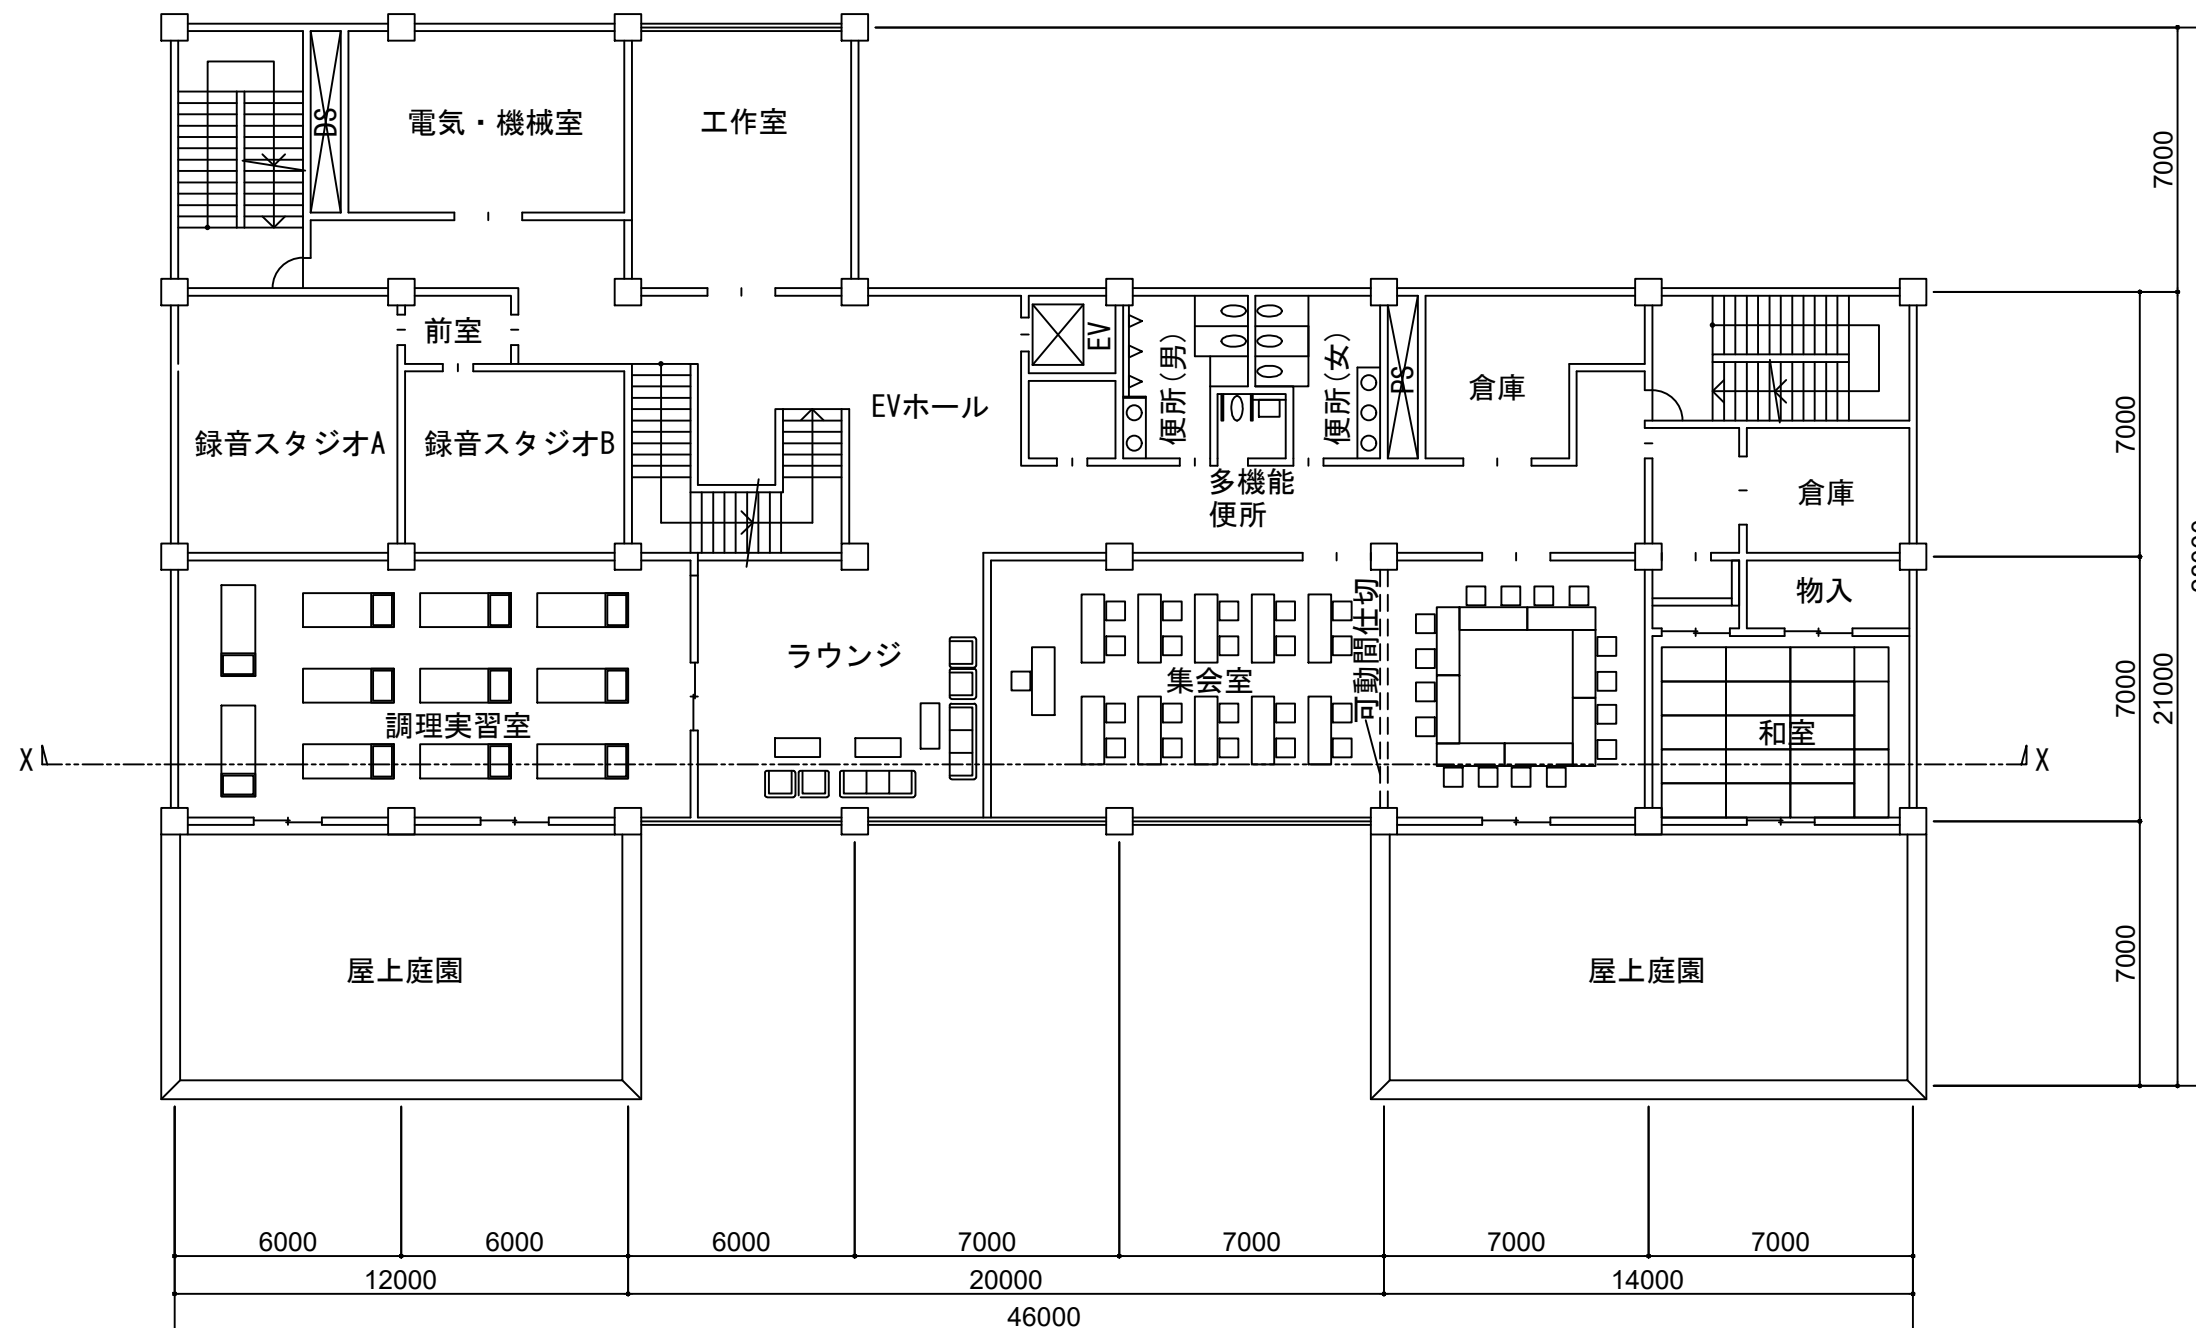 DS
電気・機械室
工作室
7000
前室
EV
便所(男)
便所(女)
PS
倉庫
EVホール
録音スタジオA
録音スタジオB
7000
多機能
便所
倉庫
物入
可動間仕切
ラウンジ
集会室
調理実習室
和室
7000
21000
X
X
屋上庭園
屋上庭園
7000
6000
6000
6000
7000
7000
7000
7000
12000
20000
14000
46000